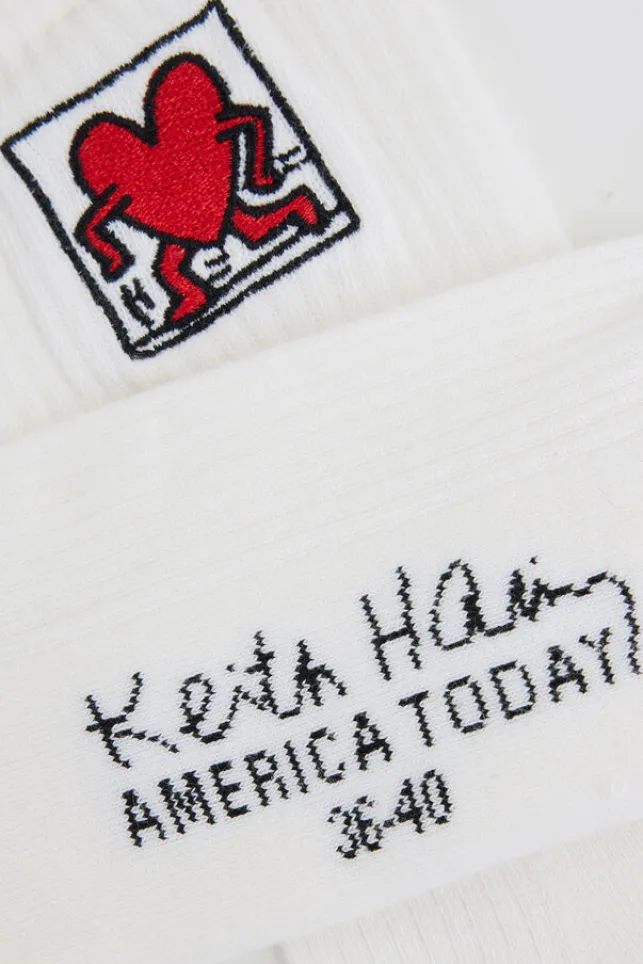 Keith Haring
AMERICA TODAY
36-40